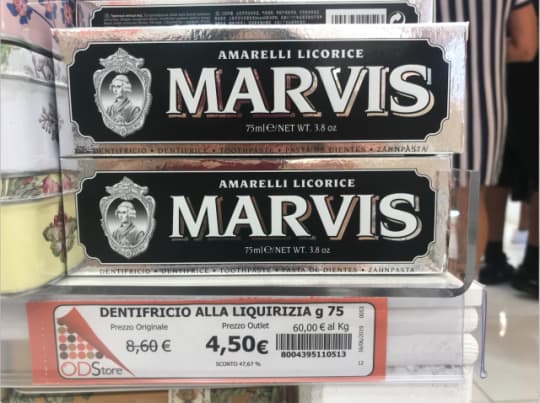 AMARELLI LICORICE
MARVIS
75ml ℮/NET WT. 3.8 oz
DENTIFRICIO • DENTIFRICE • TOOTHPASTE • PASTA DE DIENTES • ZAHNPASTA
AMARELLI LICORICE
MARVIS
75ml ℮/NET WT. 3.8 oz
DENTIFRICIO • DENTIFRICE • TOOTHPASTE • PASTA DE DIENTES • ZAHNPASTA
DENTIFRICIO ALLA LIQUIRIZIA g 75
Prezzo Originale
Prezzo Outlet
60,00 € al Kg
8,60 €
4,50€
8004395110513
SCONTO 47,67 %
ODStore
12